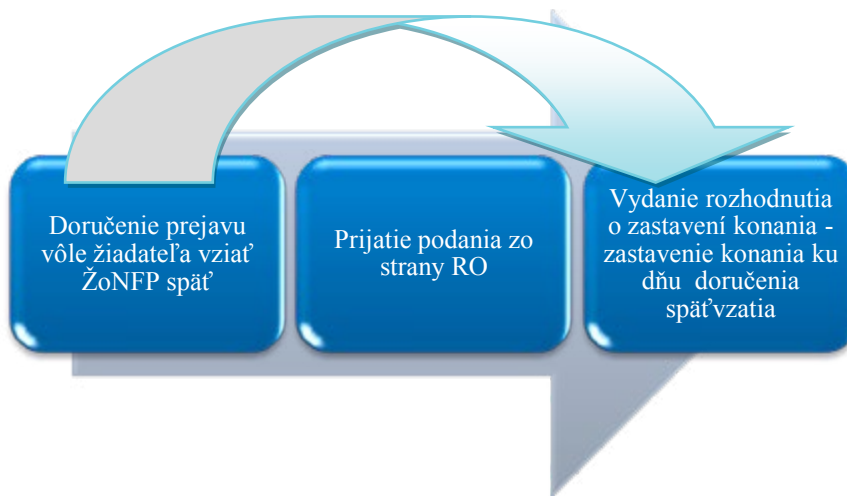 Doručenie prejavu
vôle žiadateľa vziať
ŽoNFP späť
Prijatie podania zo
strany RO
Vydanie rozhodnutia
o zastavení konania -
zastavenie konania ku
dňu doručenia
späťvzatia